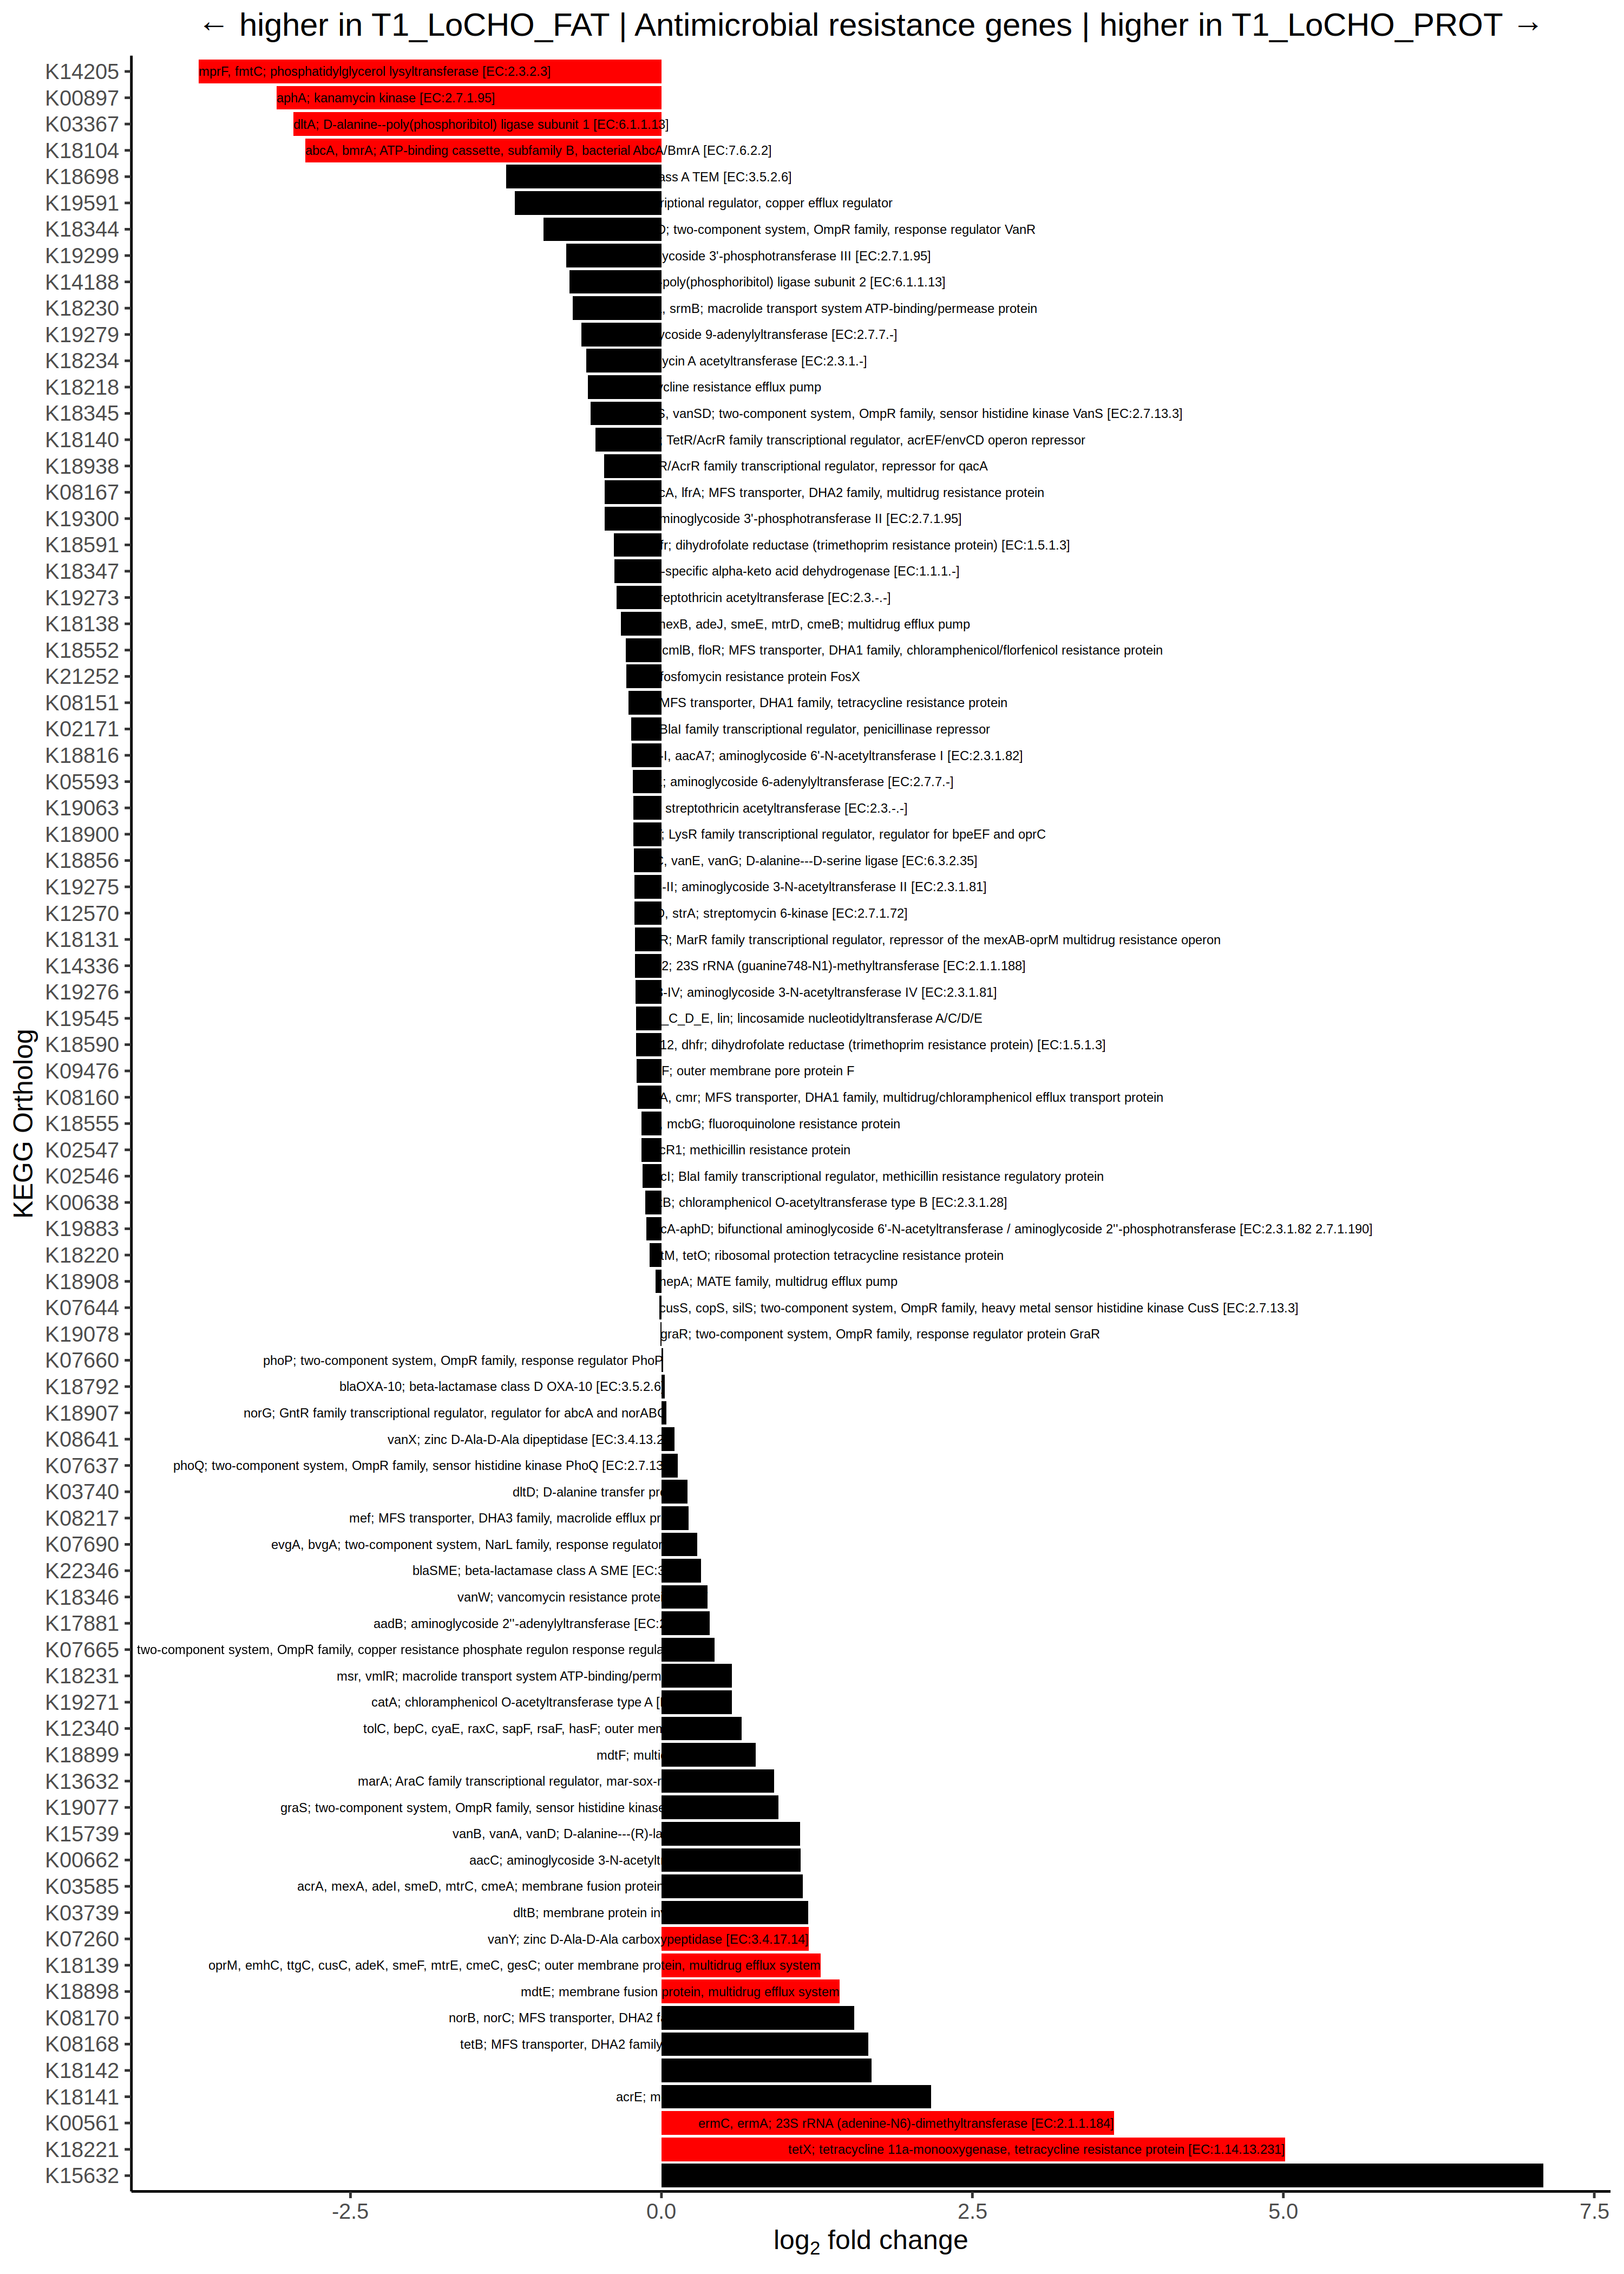 ← higher in T1_LoCHO_FAT | Antimicrobial resistance genes | higher in T1_LoCHO_PROT →
K14205 mprF, fmtC; phosphatidylglycerol lysyltransferase [EC:2.3.2.3]
K00897 aphA; kanamycin kinase [EC:2.7.1.95]
K03367 dltA; D-alanine--poly(phosphoribitol) ligase subunit 1 [EC:6.1.1.13]
K18104 abcA, bmrA; ATP-binding cassette, subfamily B, bacterial AbcA/BmrA [EC:7.6.2.2]
K18698 A TEM [EC:3.5.2.6]
K19591 regulator, copper efflux regulator
K18344 two-component system, OmpR family, response regulator VanR
K19299 3'-phosphotransferase III [EC:2.7.1.95]
K14188 poly(phosphoribitol) ligase subunit 2 [EC:6.1.1.13]
K18230 , srmB; macrolide transport system ATP-binding/permease protein
K19279 9-adenylyltransferase [EC:2.7.7.-]
K18234 A acetyltransferase [EC:2.3.1.-]
K18218 resistance efflux pump
K18345 , vanSD; two-component system, OmpR family, sensor histidine kinase VanS [EC:2.7.13.3]
K18140 TetR/AcrR family transcriptional regulator, acrEF/envCD operon repressor
K18938 R/AcrR family transcriptional regulator, repressor for qacA
K08167 cA, lfrA; MFS transporter, DHA2 family, multidrug resistance protein
K19300 minoglycoside 3'-phosphotransferase II [EC:2.7.1.95]
K18591 fr; dihydrofolate reductase (trimethoprim resistance protein) [EC:1.5.1.3]
K18347 -specific alpha-keto acid dehydrogenase [EC:1.1.1.-]
K19273 reptothricin acetyltransferase [EC:2.3.-.-]
K18138 mexB, adeJ, smeE, mtrD, cmeB; multidrug efflux pump
K18552 cmlB, floR; MFS transporter, DHA1 family, chloramphenicol/florfenicol resistance protein
K21252 fosfomycin resistance protein FosX
K08151 MFS transporter, DHA1 family, tetracycline resistance protein
K02171 BlaI family transcriptional regulator, penicillinase repressor
K18816 -I, aacA7; aminoglycoside 6'-N-acetyltransferase I [EC:2.3.1.82]
K05593 ; aminoglycoside 6-adenylyltransferase [EC:2.7.7.-]
K19063 streptothricin acetyltransferase [EC:2.3.-.-]
K18900 ; LysR family transcriptional regulator, regulator for bpeEF and oprC
K18856 , vanE, vanG; D-alanine---D-serine ligase [EC:6.3.2.35]
K19275 -II; aminoglycoside 3-N-acetyltransferase II [EC:2.3.1.81]
K12570 , strA; streptomycin 6-kinase [EC:2.7.1.72]
K18131 R; MarR family transcriptional regulator, repressor of the mexAB-oprM multidrug resistance operon
K14336 2; 23S rRNA (guanine748-N1)-methyltransferase [EC:2.1.1.188]
K19276 -IV; aminoglycoside 3-N-acetyltransferase IV [EC:2.3.1.81]
K19545 _C_D_E, lin; lincosamide nucleotidyltransferase A/C/D/E
K18590 12, dhfr; dihydrofolate reductase (trimethoprim resistance protein) [EC:1.5.1.3]
K09476 F; outer membrane pore protein F
K08160 A, cmr; MFS transporter, DHA1 family, multidrug/chloramphenicol efflux transport protein
K18555 , mcbG; fluoroquinolone resistance protein
K02547 cR1; methicillin resistance protein
K02546 cI; BlaI family transcriptional regulator, methicillin resistance regulatory protein
K00638 B; chloramphenicol O-acetyltransferase type B [EC:2.3.1.28]
K19883 cA-aphD; bifunctional aminoglycoside 6'-N-acetyltransferase / aminoglycoside 2''-phosphotransferase [EC:2.3.1.82 2.7.1.190]
K18220 tM, tetO; ribosomal protection tetracycline resistance protein
K18908 mepA; MATE family, multidrug efflux pump
K07644 cusS, copS, silS; two-component system, OmpR family, heavy metal sensor histidine kinase CusS [EC:2.7.13.3]
K19078 graR; two-component system, OmpR family, response regulator protein GraR
K07660 phoP; two-component system, OmpR family, response regulator PhoP
K18792 blaOXA-10; beta-lactamase class D OXA-10 [EC:3.5.2.6
K18907 norG; GntR family transcriptional regulator, regulator for abcA and norABC
K08641 vanX; zinc D-Ala-D-Ala dipeptidase [EC:3.4.13.2
K07637 phoQ; two-component system, OmpR family, sensor histidine kinase PhoQ [EC:2.7.13
K03740 dltD; D-alanine transfer pro
K08217 mef; MFS transporter, DHA3 family, macrolide efflux pr
K07690 evgA, bvgA; two-component system, NarL family, response regulator
K22346 blaSME; beta-lactamase class A SME [EC:3
K18346 vanW; vancomycin resistance prote
K17881 aadB; aminoglycoside 2''-adenylyltransferase [EC:2
K07665 two-component system, OmpR family, copper resistance phosphate regulon response regula
K18231 msr, vmlR; macrolide transport system ATP-binding/perm
K19271 catA; chloramphenicol O-acetyltransferase type A [
K12340 tolC, bepC, cyaE, raxC, sapF, rsaF, hasF; outer mem
K18899 mdtF; multi
K13632 marA; AraC family transcriptional regulator, mar-sox-r
K19077 graS; two-component system, OmpR family, sensor histidine kinase
K15739 vanB, vanA, vanD; D-alanine---(R)-la
K00662 aacC; aminoglycoside 3-N-acetylt
K03585 acrA, mexA, adeI, smeD, mtrC, cmeA; membrane fusion protein
K03739 dltB; membrane protein in
K07260 vanY; zinc D-Ala-D-Ala carboxypeptidase [EC:3.4.17.14]
K18139 oprM, emhC, ttgC, cusC, adeK, smeF, mtrE, cmeC, gesC; outer membrane protein, multidrug efflux system
K18898 mdtE; membrane fusion protein, multidrug efflux system
K08170 norB, norC; MFS transporter, DHA2 fa
K08168 tetB; MFS transporter, DHA2 family
K18142
K18141 acrE; m
K00561 ermC, ermA; 23S rRNA (adenine-N6)-dimethyltransferase [EC:2.1.1.184]
K18221 tetX; tetracycline 11a-monooxygenase, tetracycline resistance protein [EC:1.14.13.231]
K15632
KEGG Ortholog
-2.5 0.0 2.5 5.0 7.5
log2 fold change